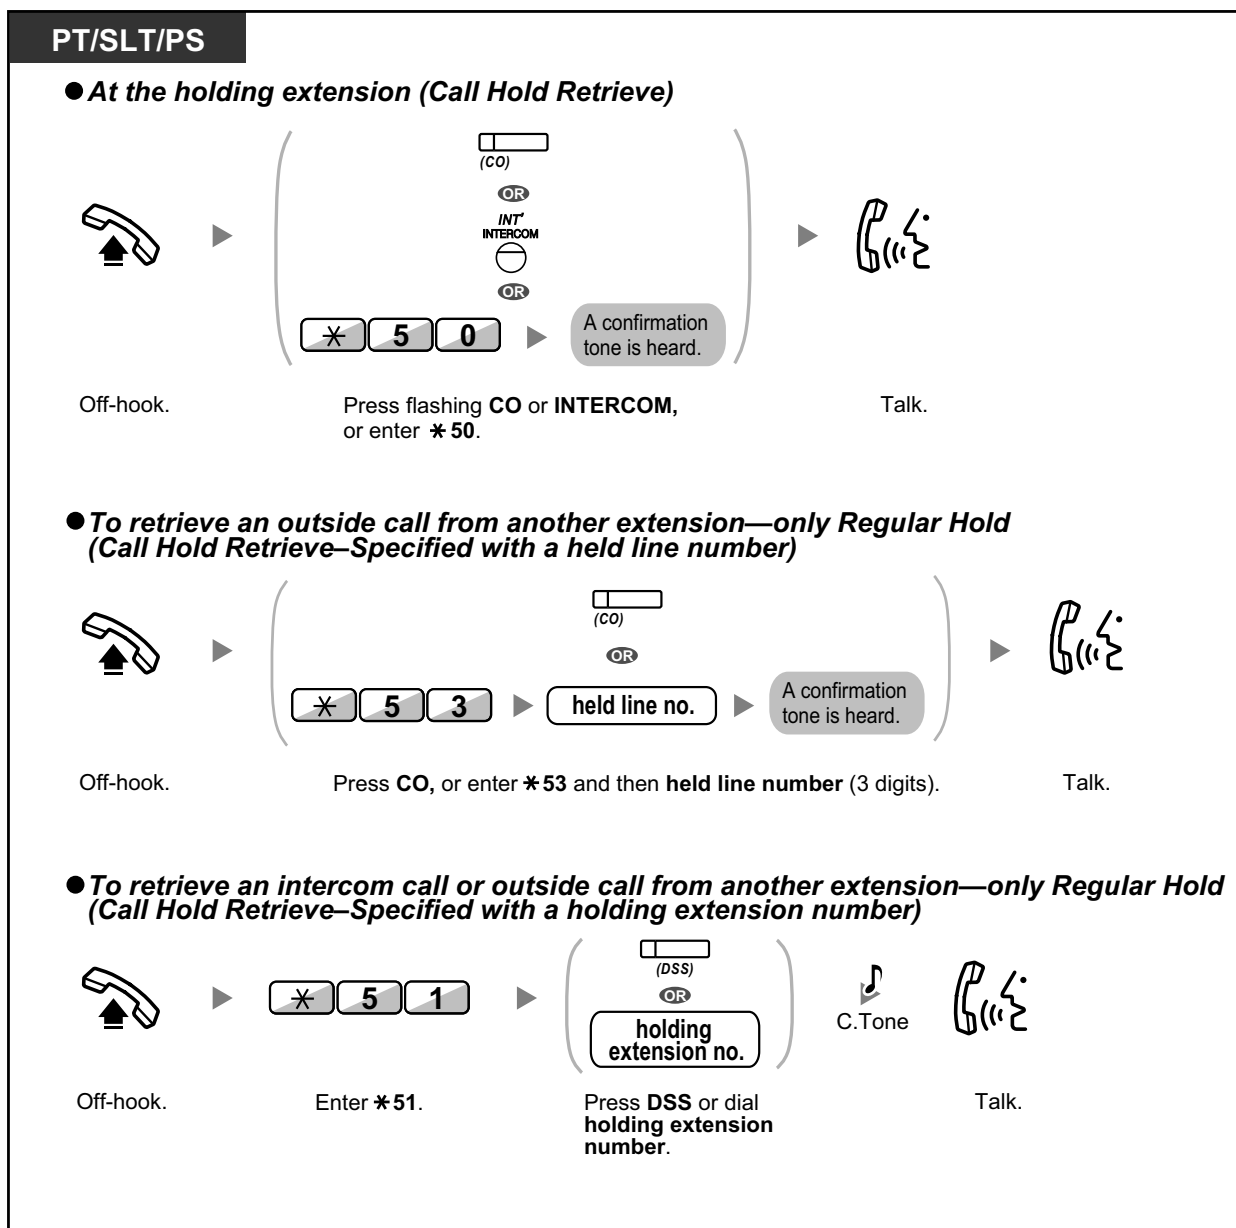 PT/SLT/PS
●At the holding extension (Call Hold Retrieve)
(CO)
OR
INT'
INTERCOM
OR
* 5 0
A confirmation
tone is heard.
Off-hook.
Press flashing CO or INTERCOM,
or enter *50.
Talk.
●To retrieve an outside call from another extension—only Regular Hold
(Call Hold Retrieve–Specified with a held line number)
(CO)
OR
* 5 3
held line no.
A confirmation
tone is heard.
Off-hook.
Press CO, or enter *53 and then held line number (3 digits).
Talk.
●To retrieve an intercom call or outside call from another extension—only Regular Hold
(Call Hold Retrieve–Specified with a holding extension number)
* 5 1
(DSS)
OR
holding
extension no.
C.Tone
Off-hook.
Enter *51.
Press DSS or dial
holding extension
number.
Talk.